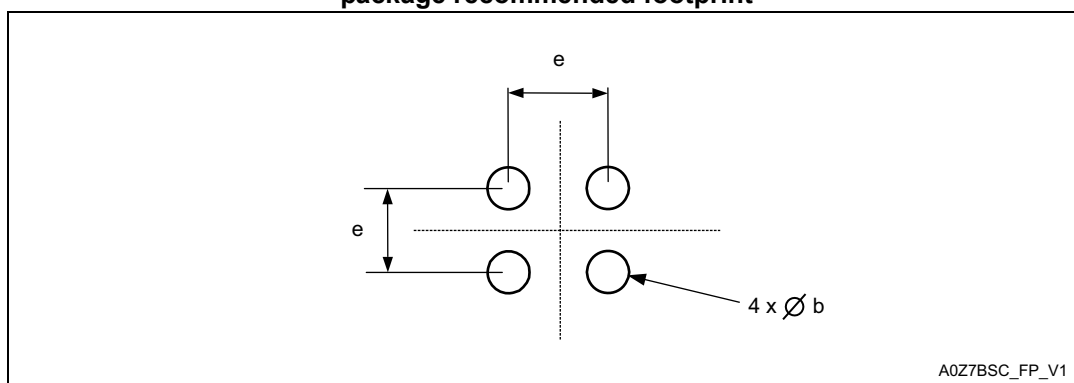 package recommended footprint
e
e
4 x Ø b
A0Z7BSC_FP_V1